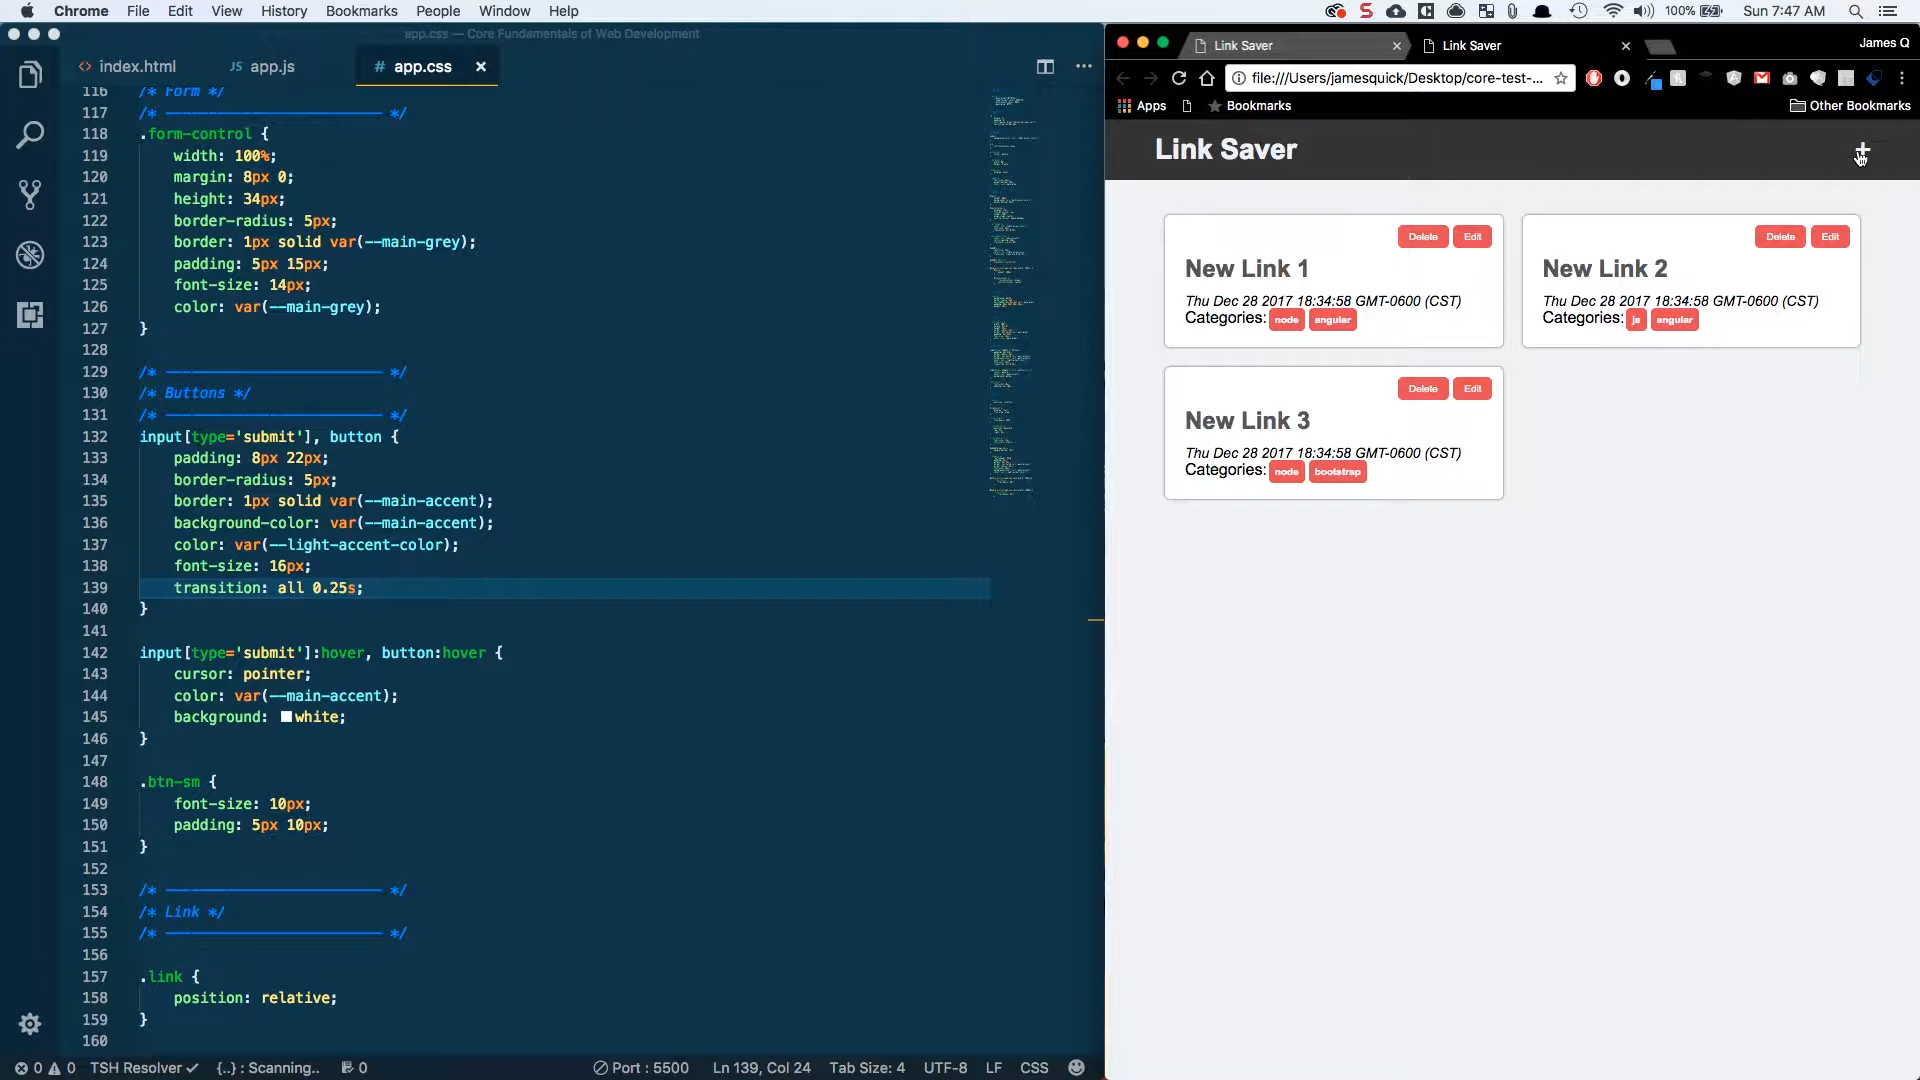 Chrome File Edit View History Bookmarks People Window Help
100% Sun 7:47 AM
app.css — Core Fundamentals of Web Development
<> index.html JS app.js # app.css ×
116 /* Form */
117 /* ————————————————————————— */
118 .form-control {
119 width: 100%;
120 margin: 8px 0;
121 height: 34px;
122 border-radius: 5px;
123 border: 1px solid var(--main-grey);
124 padding: 5px 15px;
125 font-size: 14px;
126 color: var(--main-grey);
127 }
128
129 /* ————————————————————————— */
130 /* Buttons */
131 /* ————————————————————————— */
132 input[type='submit'], button {
133 padding: 8px 22px;
134 border-radius: 5px;
135 border: 1px solid var(--main-accent);
136 background-color: var(--main-accent);
137 color: var(--light-accent-color);
138 font-size: 16px;
139 transition: all 0.25s;
140 }
141
142 input[type='submit']:hover, button:hover {
143 cursor: pointer;
144 color: var(--main-accent);
145 background: white;
146 }
147
148 .btn-sm {
149 font-size: 10px;
150 padding: 5px 10px;
151 }
152
153 /* ————————————————————————— */
154 /* Link */
155 /* ————————————————————————— */
156
157 .link {
158 position: relative;
159 }
160
0 0 TSH Resolver ✓ {..} : Scanning.. 0 Port : 5500 Ln 139, Col 24 Tab Size: 4 UTF-8 LF CSS
Link Saver × Link Saver × James Q
file:///Users/jamesquick/Desktop/core-test-...
Apps Bookmarks Other Bookmarks
Link Saver +
Delete Edit
New Link 1
Thu Dec 28 2017 18:34:58 GMT-0600 (CST)
Categories: node angular
Delete Edit
New Link 2
Thu Dec 28 2017 18:34:58 GMT-0600 (CST)
Categories: js angular
Delete Edit
New Link 3
Thu Dec 28 2017 18:34:58 GMT-0600 (CST)
Categories: node bootstrap